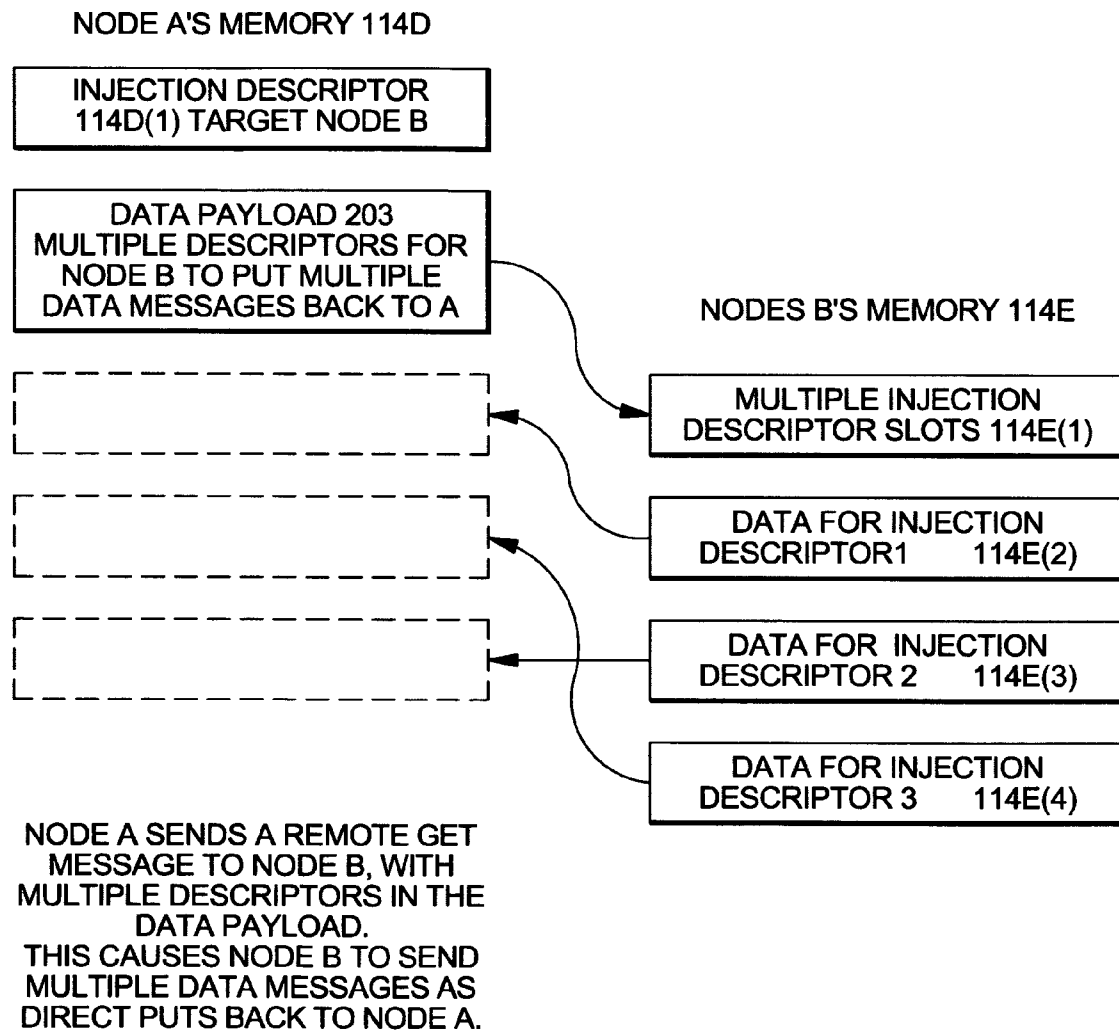 NODE A'S MEMORY 114D
INJECTION DESCRIPTOR
114D(1) TARGET NODE B
DATA PAYLOAD 203
MULTIPLE DESCRIPTORS FOR
NODE B TO PUT MULTIPLE
DATA MESSAGES BACK TO A
NODES B'S MEMORY 114E
MULTIPLE INJECTION
DESCRIPTOR SLOTS 114E(1)
DATA FOR INJECTION
DESCRIPTOR1 114E(2)
DATA FOR INJECTION
DESCRIPTOR 2 114E(3)
DATA FOR INJECTION
DESCRIPTOR 3 114E(4)
NODE A SENDS A REMOTE GET
MESSAGE TO NODE B, WITH
MULTIPLE DESCRIPTORS IN THE
DATA PAYLOAD.
THIS CAUSES NODE B TO SEND
MULTIPLE DATA MESSAGES AS
DIRECT PUTS BACK TO NODE A.